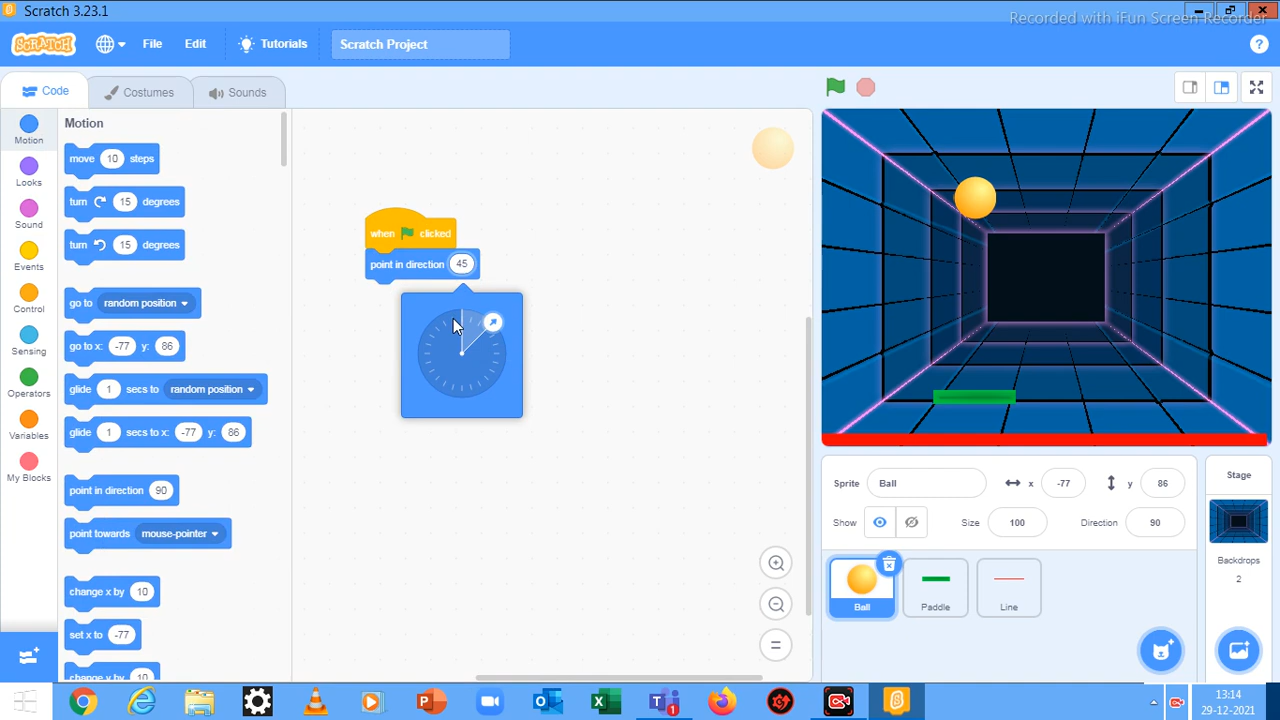 Scratch 3.23.1
Recorded with iFun Screen Recorder
SCRATCH
File
Edit
Tutorials
Scratch Project
?
Code
Costumes
Sounds
Motion
Looks
Sound
Events
Control
Sensing
Operators
Variables
My Blocks
Motion
move 10 steps
turn 15 degrees
turn 15 degrees
go to random position
go to x: -77 y: 86
glide 1 secs to random position
glide 1 secs to x: -77 y: 86
point in direction 90
point towards mouse-pointer
change x by 10
set x to -77
change y by 10
when clicked
point in direction 45
Sprite Ball x -77 y 86
Show Size 100 Direction 90
Ball
Paddle
Line
Stage
Backdrops
2
13:14
29-12-2021